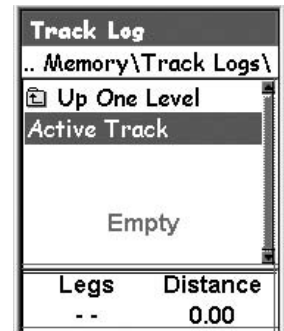 Track Log
.. Memory\Track Logs\
Up One Level
Active Track
Empty
Legs Distance
- - 0.00